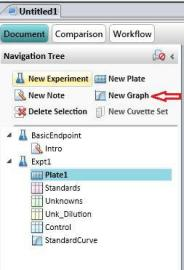 Untitled1
Document Comparison Workflow
Navigation Tree
New Experiment New Plate
New Note New Graph
Delete Selection New Cuvette Set
BasicEndpoint
Intro
Expt1
Plate1
Standards
Unknowns
Unk_Dilution
Control
StandardCurve